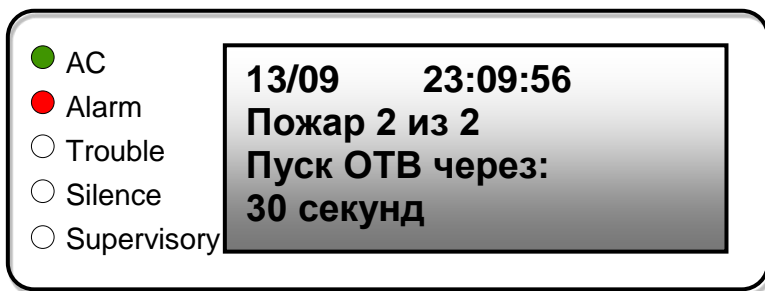 AC
Alarm
Trouble
Silence
Supervisory
13/09 23:09:56
Пожар 2 из 2
Пуск ОТВ через:
30 секунд